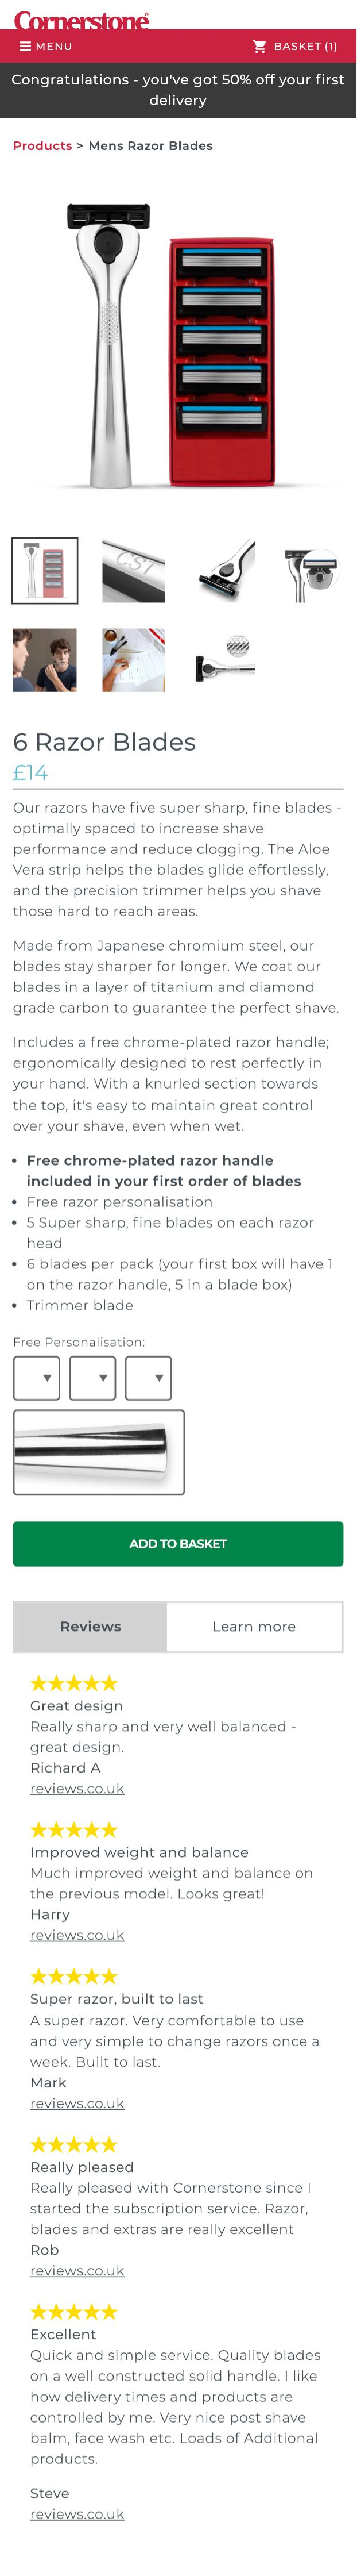 Cornerstone®
MENU
BASKET (1)
Congratulations - you've got 50% off your first
delivery
Products > Mens Razor Blades
CST
6 Razor Blades
£14
Our razors have five super sharp, fine blades -
optimally spaced to increase shave
performance and reduce clogging. The Aloe
Vera strip helps the blades glide effortlessly,
and the precision trimmer helps you shave
those hard to reach areas.
Made from Japanese chromium steel, our
blades stay sharper for longer. We coat our
blades in a layer of titanium and diamond
grade carbon to guarantee the perfect shave.
Includes a free chrome-plated razor handle;
ergonomically designed to rest perfectly in
your hand. With a knurled section towards
the top, it's easy to maintain great control
over your shave, even when wet.
• Free chrome-plated razor handle
included in your first order of blades
• Free razor personalisation
• 5 Super sharp, fine blades on each razor
head
• 6 blades per pack (your first box will have 1
on the razor handle, 5 in a blade box)
• Trimmer blade
Free Personalisation:
ADD TO BASKET
Reviews
Learn more
Great design
Really sharp and very well balanced -
great design.
Richard A
reviews.co.uk
Improved weight and balance
Much improved weight and balance on
the previous model. Looks great!
Harry
reviews.co.uk
Super razor, built to last
A super razor. Very comfortable to use
and very simple to change razors once a
week. Built to last.
Mark
reviews.co.uk
Really pleased
Really pleased with Cornerstone since I
started the subscription service. Razor,
blades and extras are really excellent
Rob
reviews.co.uk
Excellent
Quick and simple service. Quality blades
on a well constructed solid handle. I like
how delivery times and products are
controlled by me. Very nice post shave
balm, face wash etc. Loads of Additional
products.
Steve
reviews.co.uk